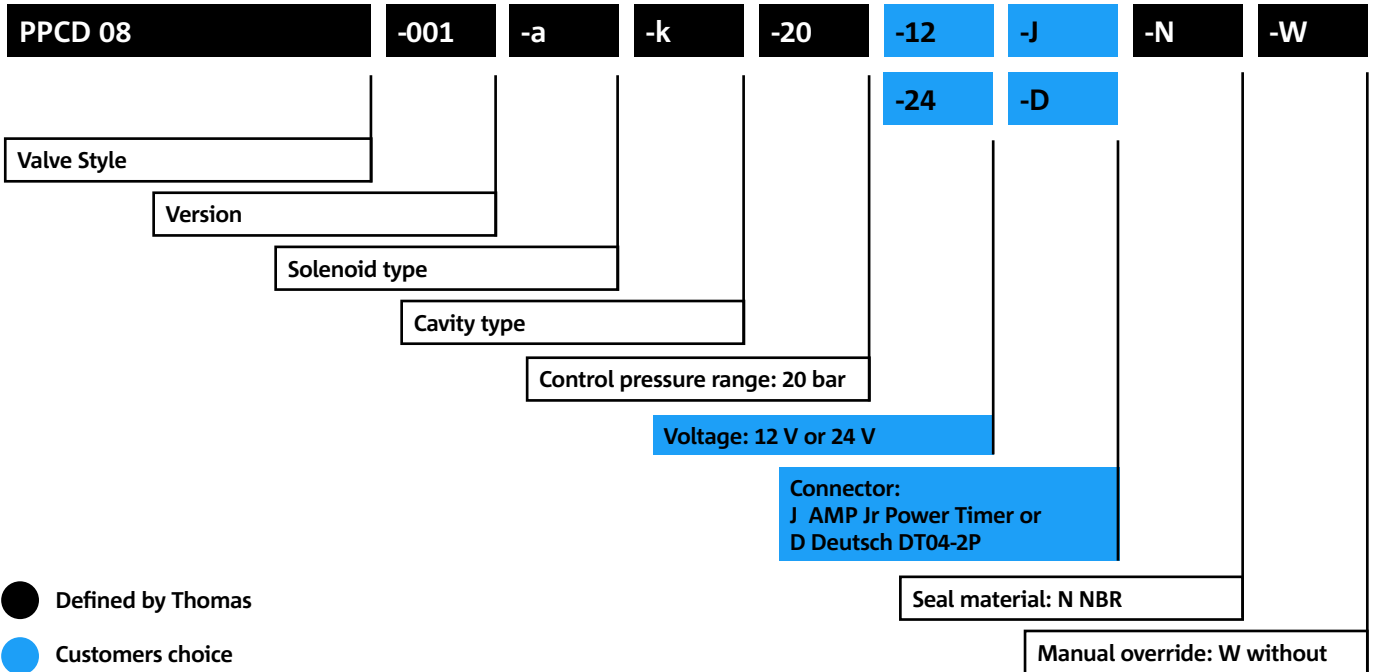 PPCD 08 -001 -a -k -20 -12 -J -N -W
-24 -D
Valve Style
Version
Solenoid type
Cavity type
Control pressure range: 20 bar
Voltage: 12 V or 24 V
Connector:
J AMP Jr Power Timer or
D Deutsch DT04-2P
Defined by Thomas
Seal material: N NBR
Customers choice
Manual override: W without